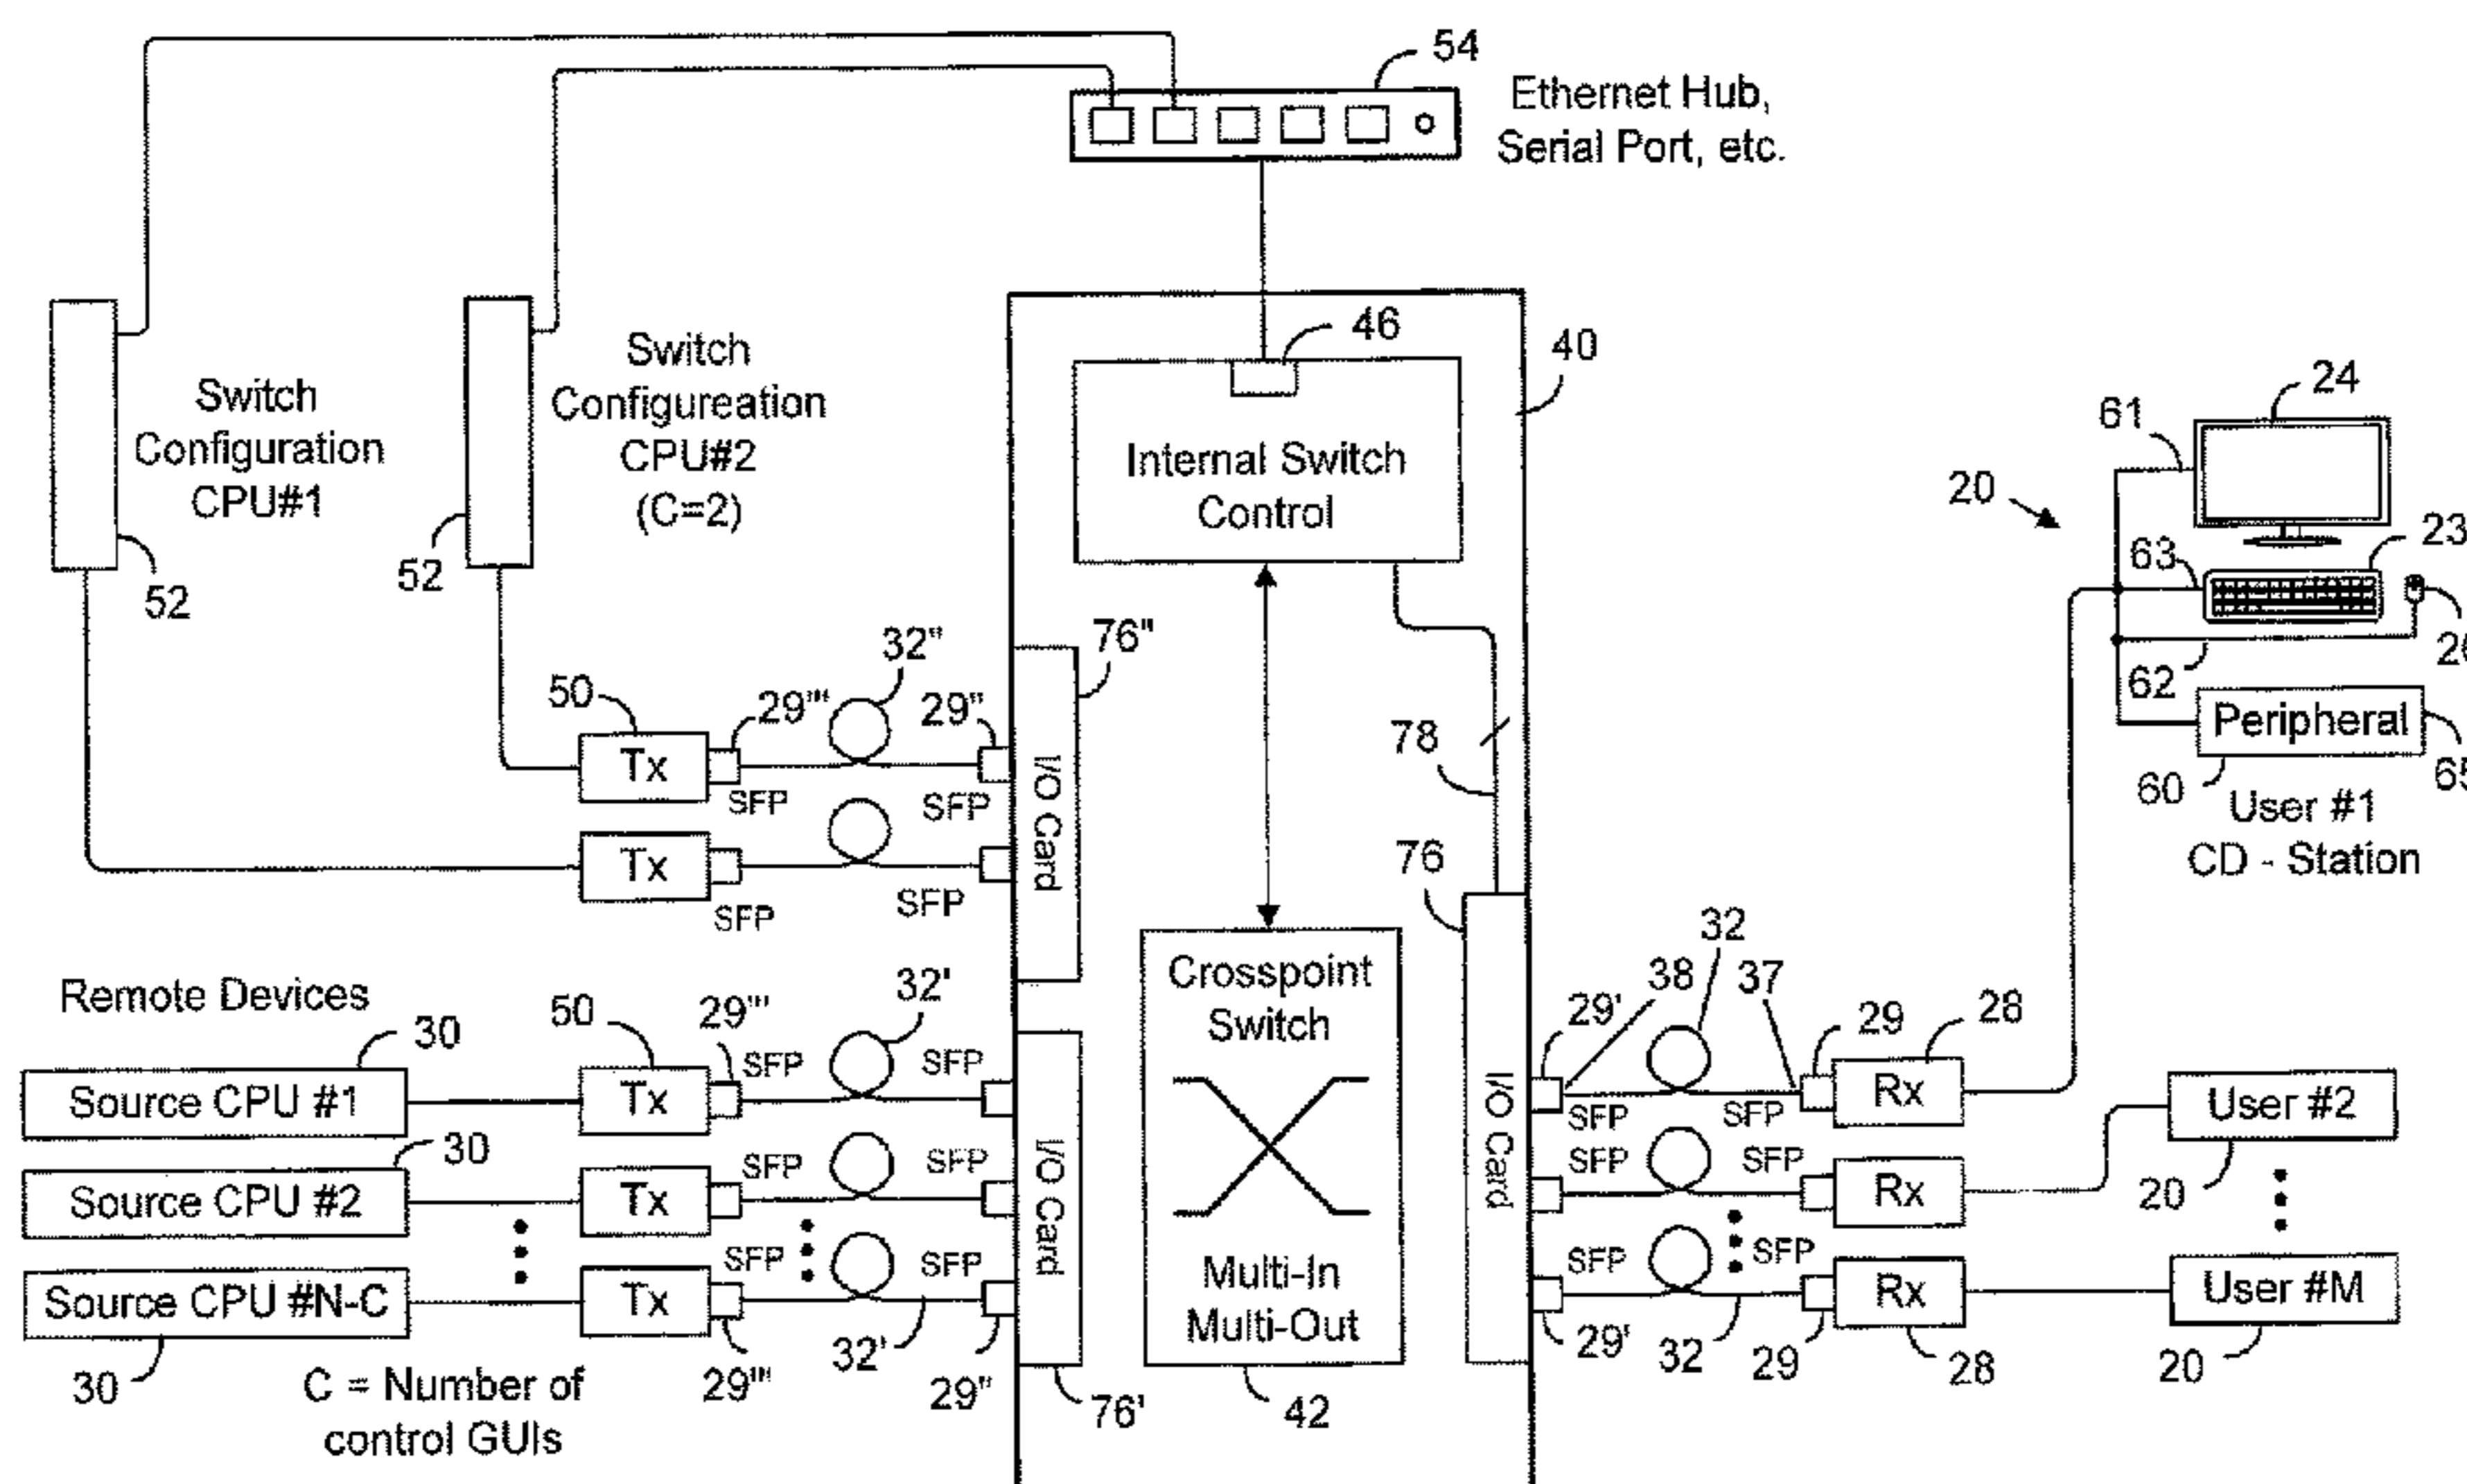 54
Ethernet Hub,
Serial Port, etc.
46
40
Switch
Configuration
CPU#1
Switch
Configureation
CPU#2
(C=2)
52
52
Internal Switch
Control
24
61
20
23
63
62
Peripheral
60
User #1
CD - Station
76"
32"
50
29'''
29"
Tx
SFP
SFP
I/O Card
78
Tx
SFP
SFP
76
Remote Devices
30
50
29'''
32'
Source CPU #1
Tx
SFP
SFP
30
Source CPU #2
Tx
SFP
SFP
Source CPU #N-C
Tx
SFP
SFP
30
29'''
32'
29"
I/O Card
76'
C = Number of
control GUIs
Crosspoint
Switch
Multi-In
Multi-Out
42
I/O Card
29'
38
32
37
29
28
SFP
SFP
Rx
User #2
SFP
SFP
Rx
20
SFP
SFP
Rx
User #M
29'
32
29
28
20